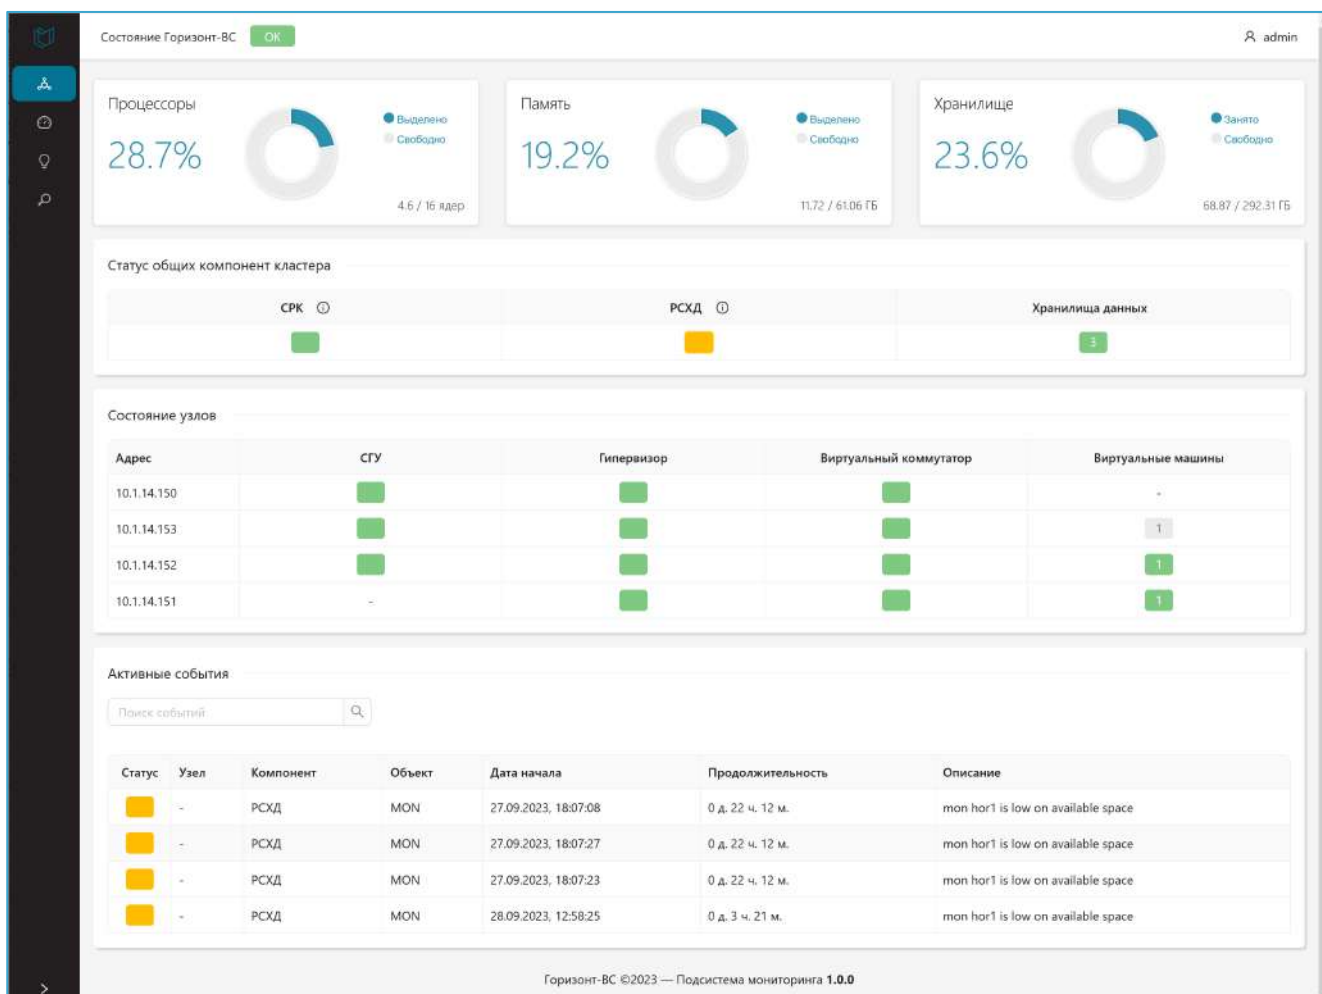 Состояние Горизонт-ВС OK admin
Процессоры
28.7%
Выделено
Свободно
4.6 / 16 ядер
Память
19.2%
Выделено
Свободно
11.72 / 61.06 ГБ
Хранилище
23.6%
Занято
Свободно
68.87 / 292.31 ГБ
Статус общих компонент кластера
СРК РСХД Хранилища данных
3
Состояние узлов
Адрес СГУ Гипервизор Виртуальный коммутатор Виртуальные машины
10.1.14.150 -
10.1.14.153 1
10.1.14.152 1
10.1.14.151 - 1
Активные события
Поиск событий
Статус Узел Компонент Объект Дата начала Продолжительность Описание
- РСХД MON 27.09.2023, 18:07:08 0 д. 22 ч. 12 м. mon hor1 is low on available space
- РСХД MON 27.09.2023, 18:07:27 0 д. 22 ч. 12 м. mon hor1 is low on available space
- РСХД MON 27.09.2023, 18:07:23 0 д. 22 ч. 12 м. mon hor1 is low on available space
- РСХД MON 28.09.2023, 12:58:25 0 д. 3 ч. 21 м. mon hor1 is low on available space
Горизонт-ВС ©2023 — Подсистема мониторинга 1.0.0